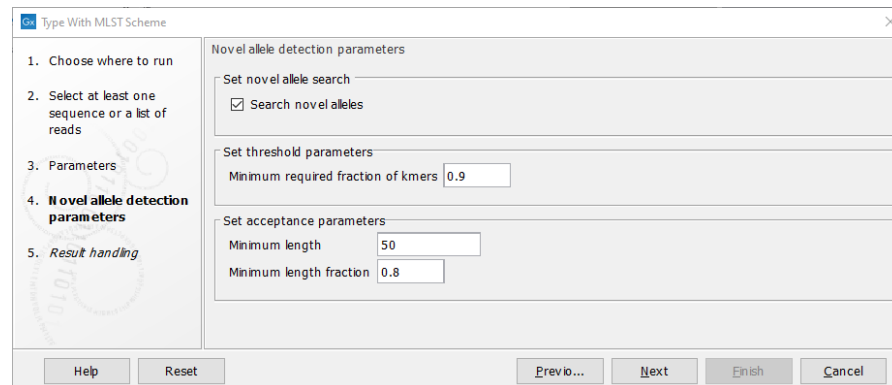 Gx Type With MLST Scheme
1. Choose where to run
2. Select at least one
sequence or a list of
reads
3. Parameters
4. Novel allele detection
parameters
5. Result handling
Novel allele detection parameters
Set novel allele search
Search novel alleles
Set threshold parameters
Minimum required fraction of kmers 0.9
Set acceptance parameters
Minimum length 50
Minimum length fraction 0.8
Help Reset Previo... Next Finish Cancel